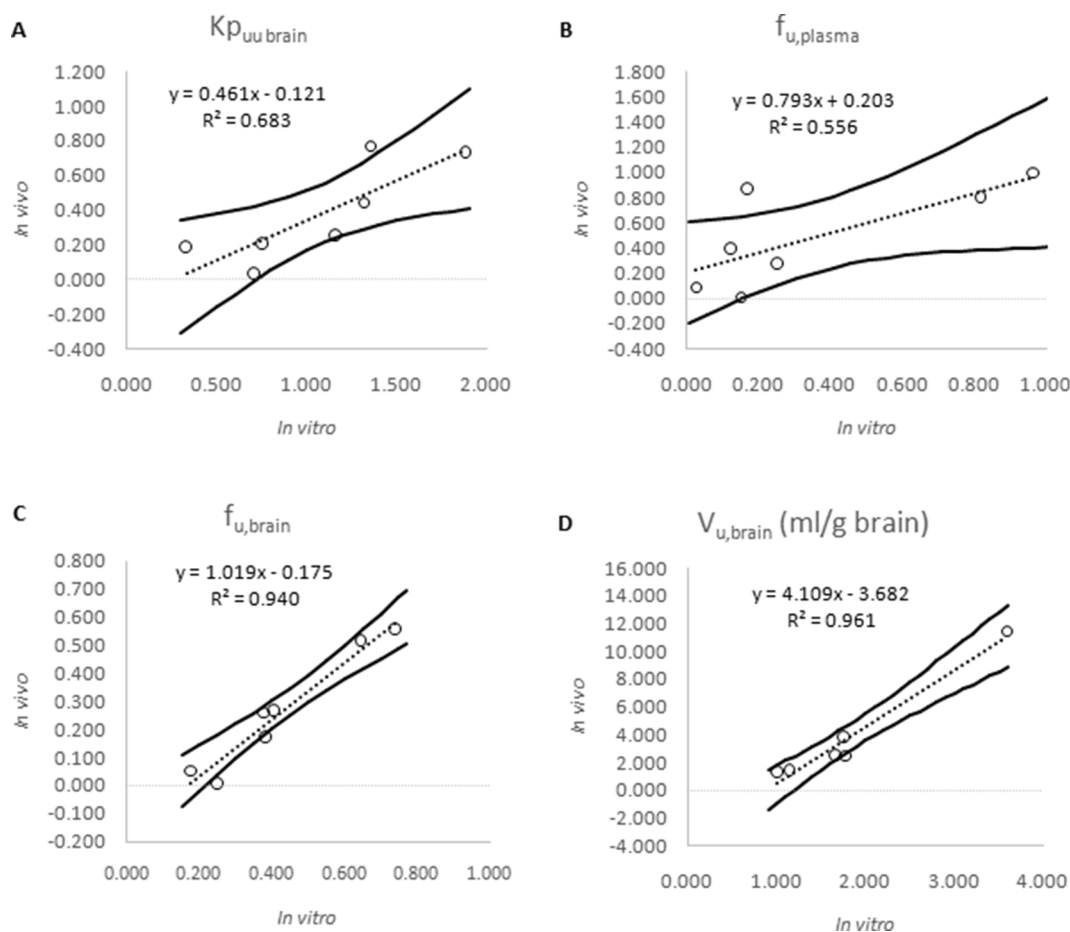 A
Kp uu brain
y = 0.461x - 0.121
R² = 0.683
1.200
1.000
0.800
0.600
0.400
0.200
0.000
-0.200
-0.400
In vivo
0.000 0.500 1.000 1.500 2.000
In vitro
B
fu,plasma
y = 0.793x + 0.203
R² = 0.556
1.800
1.600
1.400
1.200
1.000
0.800
0.600
0.400
0.200
0.000
-0.200
-0.400
In vivo
0.000 0.200 0.400 0.600 0.800 1.000
In vitro
C
fu,brain
y = 1.019x - 0.175
R² = 0.940
0.800
0.700
0.600
0.500
0.400
0.300
0.200
0.100
0.000
-0.100
-0.200
In vivo
0.000 0.200 0.400 0.600 0.800 1.000
In vitro
D
Vu,brain (ml/g brain)
y = 4.109x - 3.682
R² = 0.961
16.000
14.000
12.000
10.000
8.000
6.000
4.000
2.000
0.000
-2.000
-4.000
In vivo
0.000 1.000 2.000 3.000 4.000
In vitro